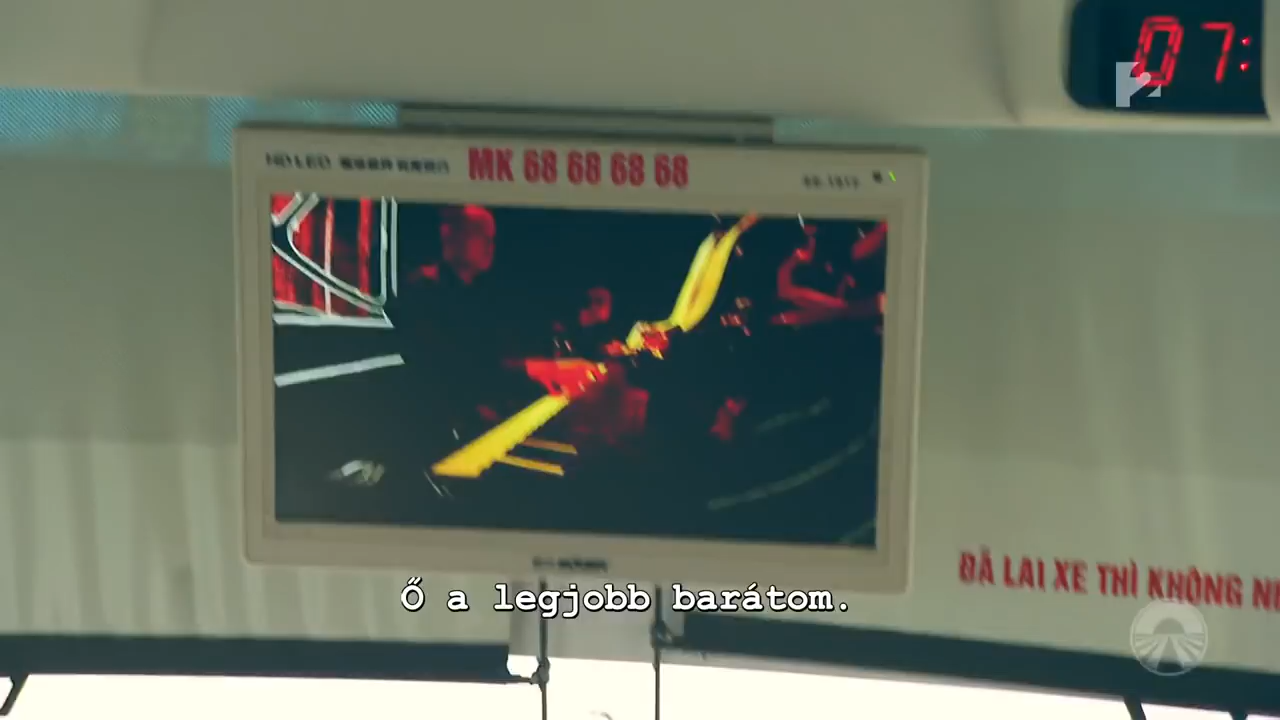 07:
HD LED
MK 68 68 68 68
Ő a legjobb barátom.
ĐÃ LAI XE THÌ KHÔNG